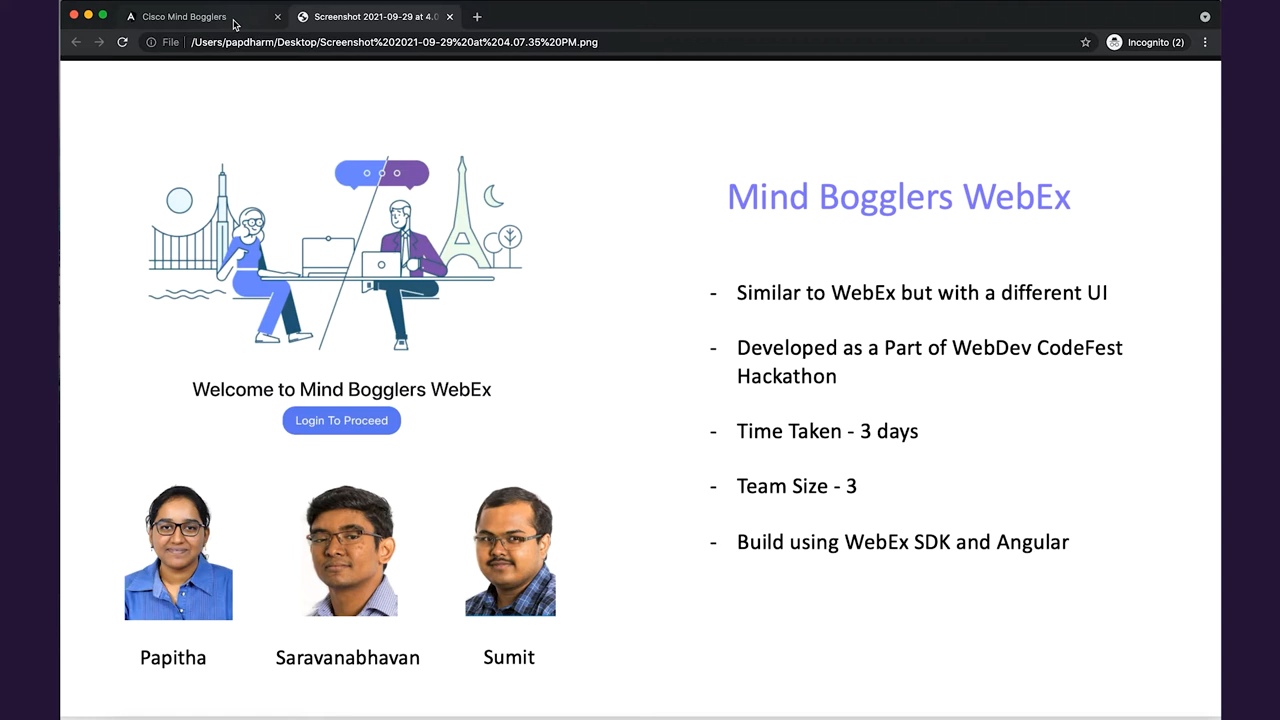 Cisco Mind Bogglers
Screenshot 2021-09-29 at 4.0
File
/Users/papdharm/Desktop/Screenshot%202021-09-29%20at%204.07.35%20PM.png
Incognito (2)
Mind Bogglers WebEx
- Similar to WebEx but with a different UI
- Developed as a Part of WebDev CodeFest
Hackathon
- Time Taken - 3 days
- Team Size - 3
- Build using WebEx SDK and Angular
Welcome to Mind Bogglers WebEx
Login To Proceed
Papitha
Saravanabhavan
Sumit